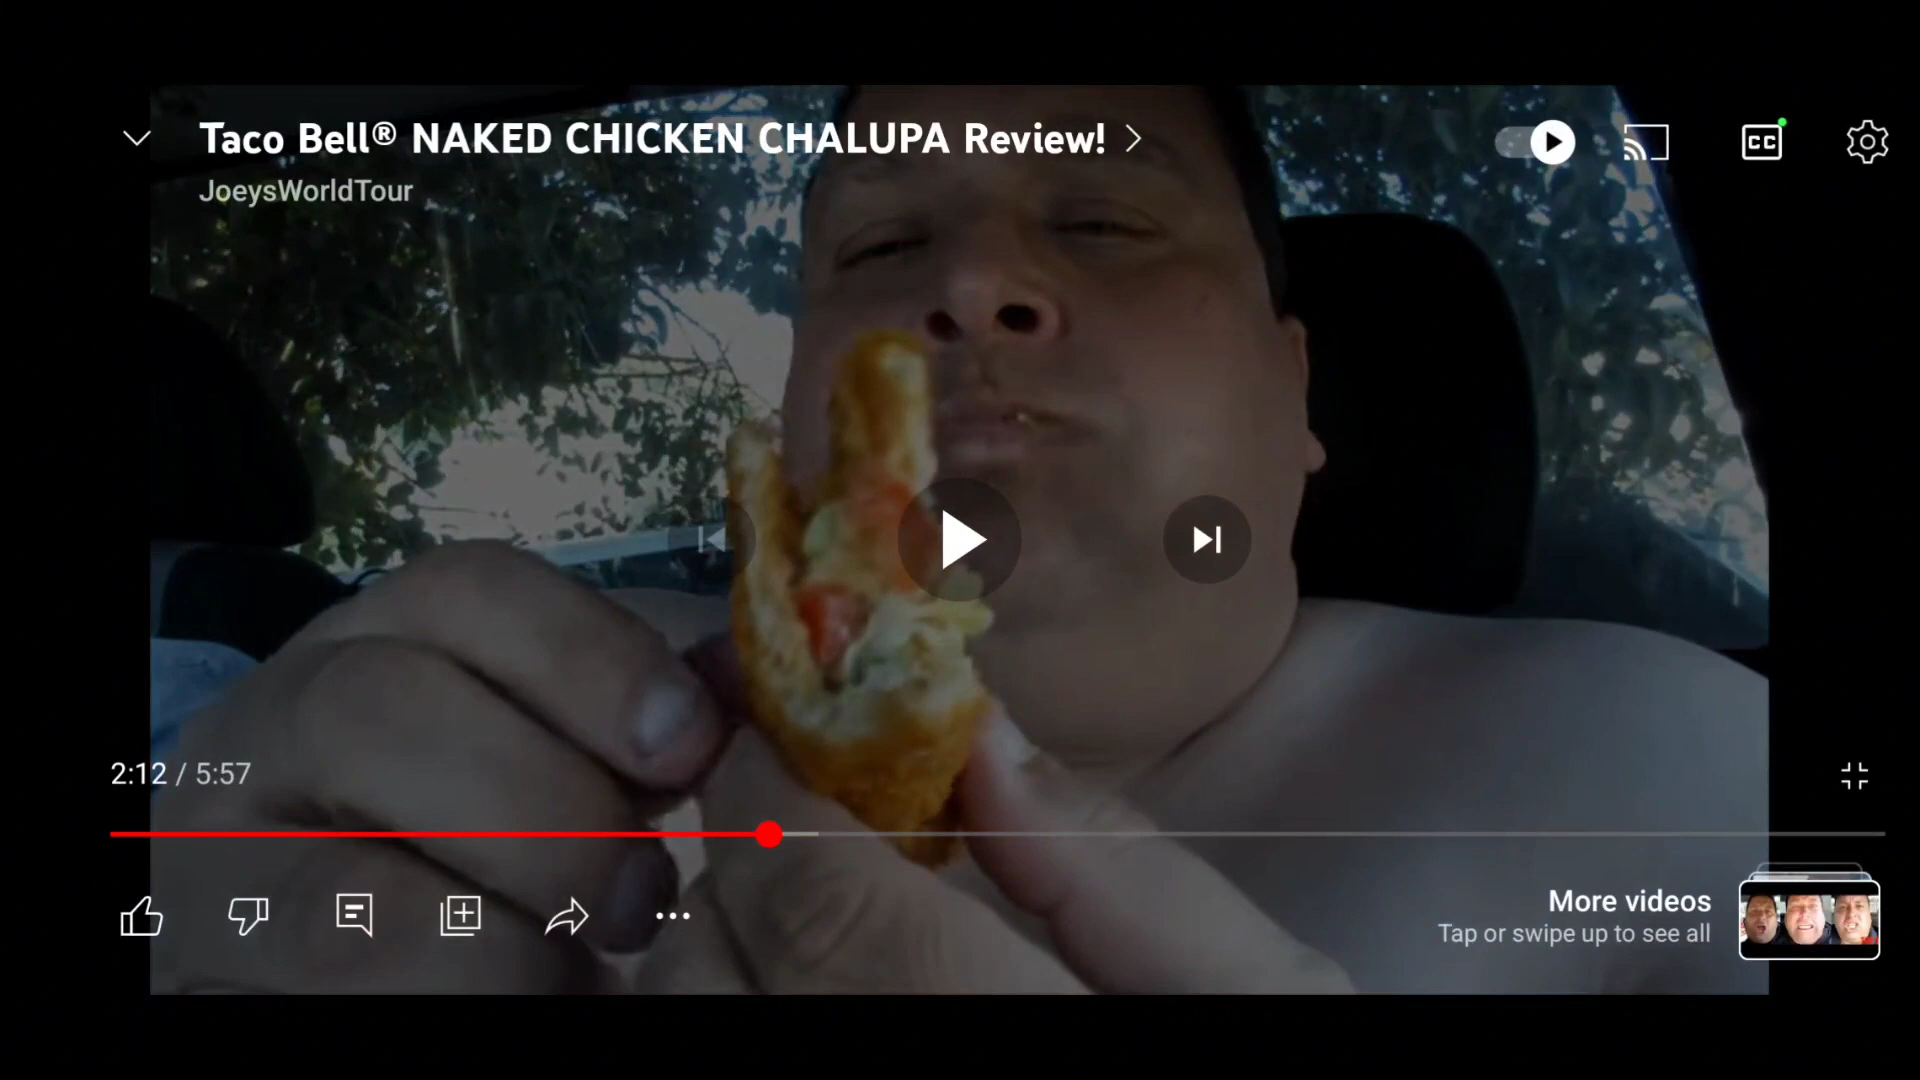 Taco Bell® NAKED CHICKEN CHALUPA Review!
JoeysWorldTour
CC
2:12 / 5:57
More videos
Tap or swipe up to see all